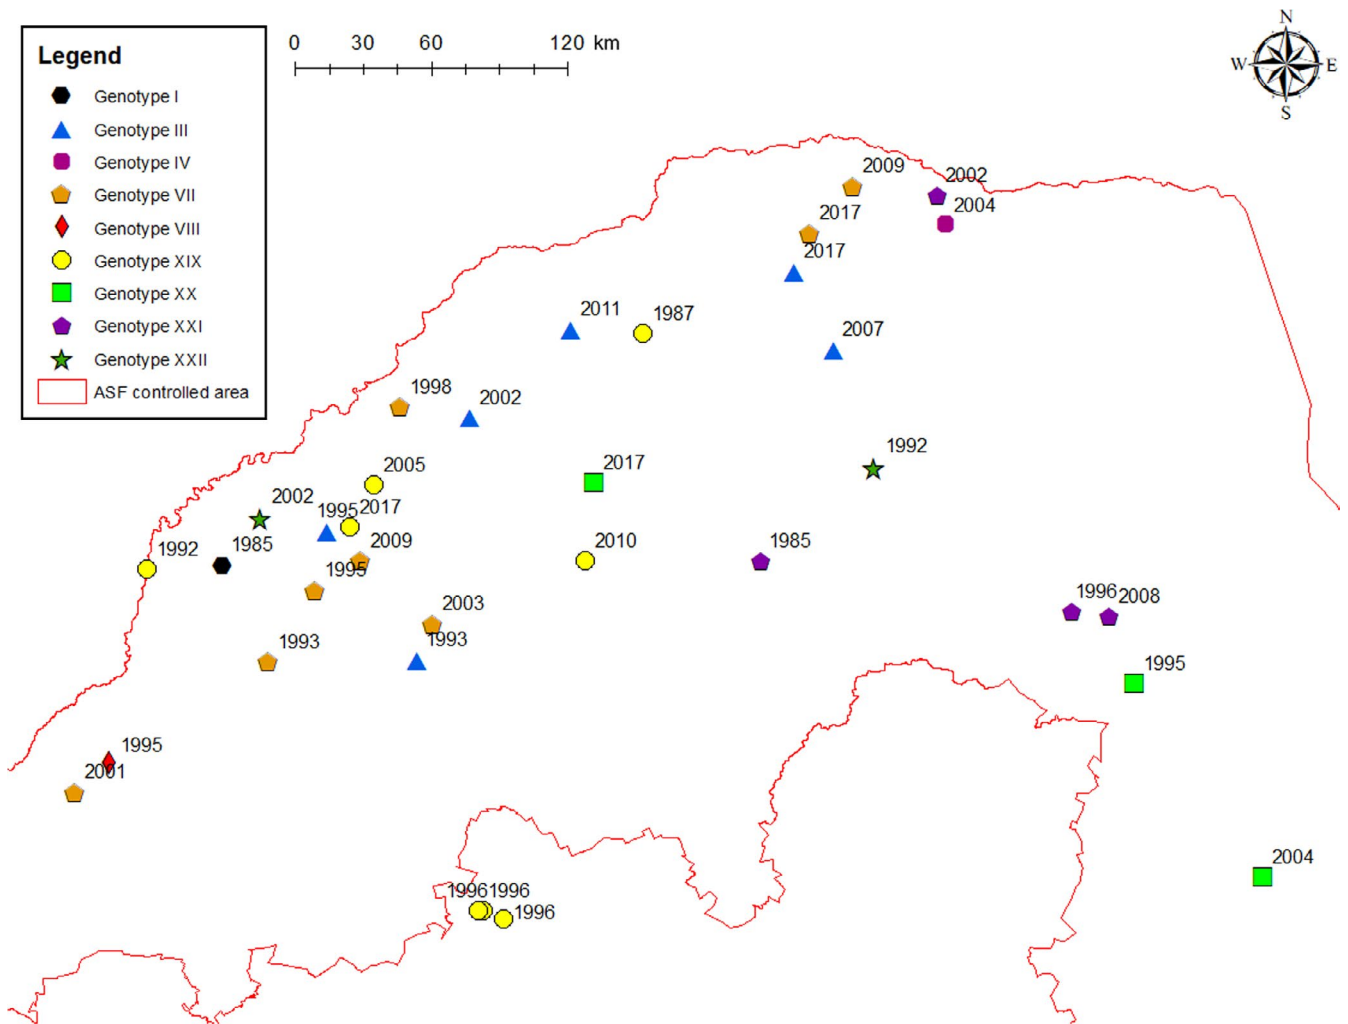 0 30 60 120 km
N
W E
S
Legend
Genotype I
Genotype III
Genotype IV
Genotype VII
Genotype VIII
Genotype XIX
Genotype XX
Genotype XXI
Genotype XXII
ASF controlled area
2009
2002
2004
2017
2017
2011
1987
2007
1998
2002
1992
2005
2017
2002
1995
2017
1992
1985
2009
2010
1985
1995
1996
2008
2003
1993
1993
1995
1995
2001
2004
1996
1996
1996